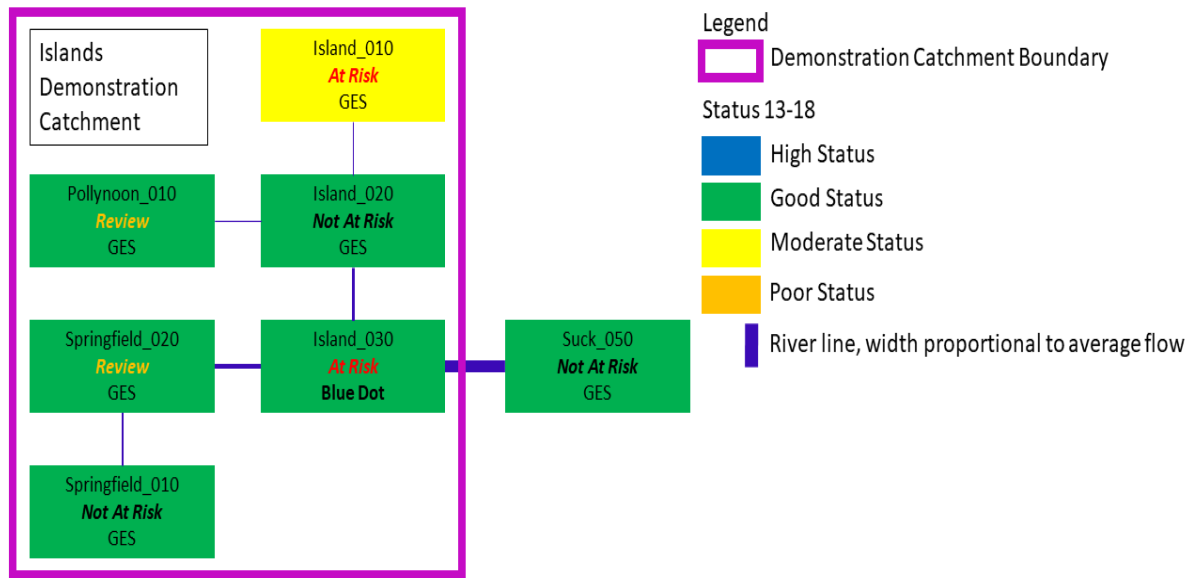 Islands
Demonstration
Catchment
Island_010
At Risk
GES
Pollynoon_010
Review
GES
Island_020
Not At Risk
GES
Springfield_020
Review
GES
Island_030
At Risk
Blue Dot
Suck_050
Not At Risk
GES
Springfield_010
Not At Risk
GES
Legend
Demonstration Catchment Boundary
Status 13-18
High Status
Good Status
Moderate Status
Poor Status
River line, width proportional to average flow